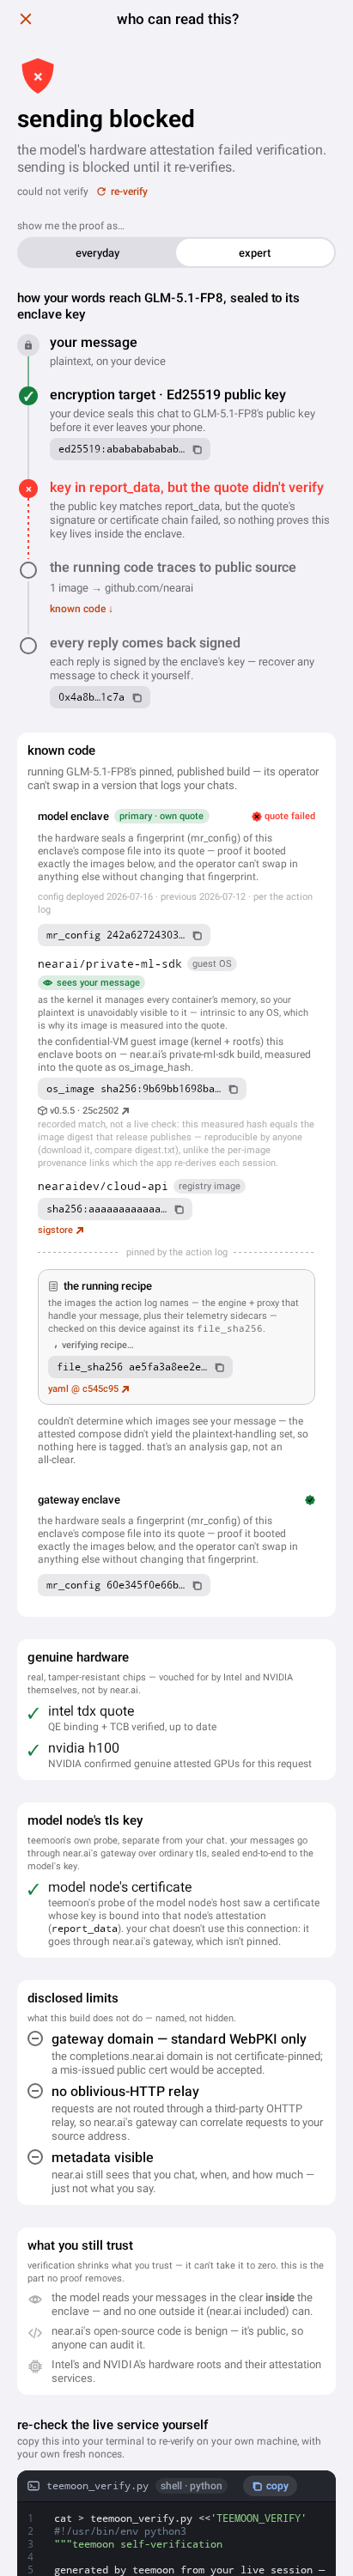 who can read this?
sending blocked
the model's hardware attestation failed verification.
sending is blocked until it re-verifies.
could not verify re-verify
show me the proof as…
everyday expert
how your words reach GLM-5.1-FP8, sealed to its
enclave key
your message
plaintext, on your device
encryption target · Ed25519 public key
your device seals this chat to GLM-5.1-FP8's public key
before it ever leaves your phone.
ed25519:abababababab…
key in report_data, but the quote didn't verify
the public key matches report_data, but the quote's
signature or certificate chain failed, so nothing proves this
key lives inside the enclave.
the running code traces to public source
1 image → github.com/nearai
known code ↓
every reply comes back signed
each reply is signed by the enclave's key — recover any
message to check it yourself.
0x4a8b…1c7a
known code
running GLM-5.1-FP8's pinned, published build — its operator
can't swap in a version that logs your chats.
model enclave primary · own quote quote failed
the hardware seals a fingerprint (mr_config) of this
enclave's compose file into its quote — proof it booted
exactly the images below, and the operator can't swap in
anything else without changing that fingerprint.
config deployed 2026-07-16 · previous 2026-07-12 · per the action
log
mr_config 242a62724303…
nearai/private-ml-sdk guest OS
sees your message
as the kernel it manages every container's memory, so your
plaintext is unavoidably visible to it — intrinsic to any OS, which
is why its image is measured into the quote.
the confidential-VM guest image (kernel + rootfs) this
enclave boots on — near.ai's private-ml-sdk build, measured
into the quote as os_image_hash.
os_image sha256:9b69bb1698ba…
v0.5.5 · 25c2502 ↗
recorded match, not a live check: this measured hash equals the
image digest that release publishes — reproducible by anyone
(download it, compare digest.txt), unlike the per-image
provenance links which the app re-derives each session.
nearaidev/cloud-api registry image
sha256:aaaaaaaaaaaa…
sigstore ↗
pinned by the action log
the running recipe
the images the action log names — the engine + proxy that
handle your message, plus their telemetry sidecars —
checked on this device against its file_sha256.
verifying recipe…
file_sha256 ae5fa3a8ee2e…
yaml @ c545c95 ↗
couldn't determine which images see your message — the
attested compose didn't yield the plaintext-handling set, so
nothing here is tagged. that's an analysis gap, not an
all-clear.
gateway enclave
the hardware seals a fingerprint (mr_config) of this
enclave's compose file into its quote — proof it booted
exactly the images below, and the operator can't swap in
anything else without changing that fingerprint.
mr_config 60e345f0e66b…
genuine hardware
real, tamper-resistant chips — vouched for by Intel and NVIDIA
themselves, not by near.ai.
intel tdx quote
QE binding + TCB verified, up to date
nvidia h100
NVIDIA confirmed genuine attested GPUs for this request
model node's tls key
teemoon's own probe, separate from your chat. your messages go
through near.ai's gateway over ordinary tls, sealed end-to-end to the
model's key.
model node's certificate
teemoon's probe of the model node's host saw a certificate
whose key is bound into that node's attestation
(report_data). your chat doesn't use this connection: it
goes through near.ai's gateway, which isn't pinned.
disclosed limits
what this build does not do — named, not hidden.
gateway domain — standard WebPKI only
the completions.near.ai domain is not certificate-pinned;
a mis-issued public cert would be accepted.
no oblivious-HTTP relay
requests are not routed through a third-party OHTTP
relay, so near.ai's gateway can correlate requests to your
source address.
metadata visible
near.ai still sees that you chat, when, and how much —
just not what you say.
what you still trust
verification shrinks what you trust — it can't take it to zero. this is the
part no proof removes.
the model reads your messages in the clear inside the
enclave — and no one outside it (near.ai included) can.
near.ai's open-source code is benign — it's public, so
anyone can audit it.
Intel's and NVIDIA's hardware roots and their attestation
services.
re-check the live service yourself
copy this into your terminal to re-verify on your own machine, with
your own fresh nonces.
teemoon_verify.py shell · python copy
1 cat > teemoon_verify.py <<'TEEMOON_VERIFY'
2 #!/usr/bin/env python3
3 """teemoon self-verification
4
5 generated by teemoon from your live session —